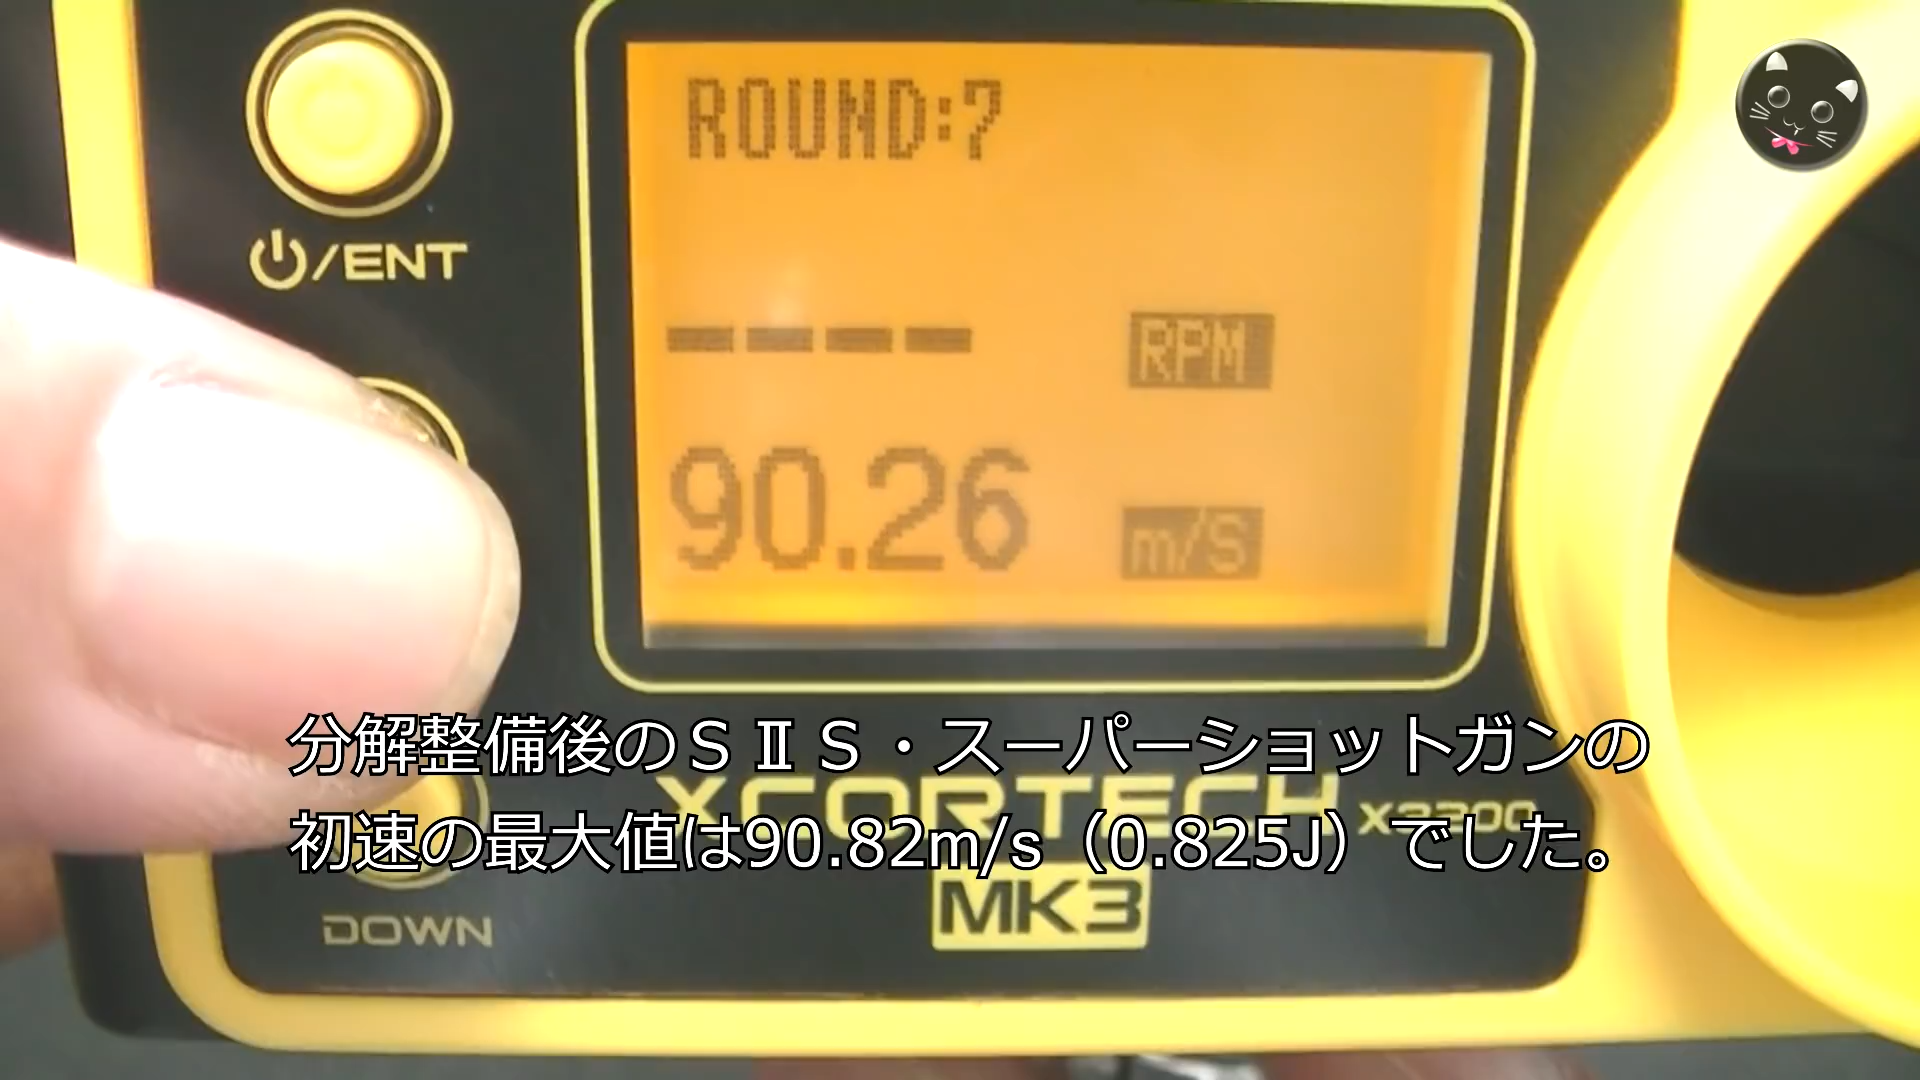 ROUND:7
/ENT
---- RPM
90.26 m/S
分解整備後のSⅡS・スーパーショットガンの
初速の最大値は90.82m/s（0.825J）でした。
XCORTECH X3200
MK3
DOWN